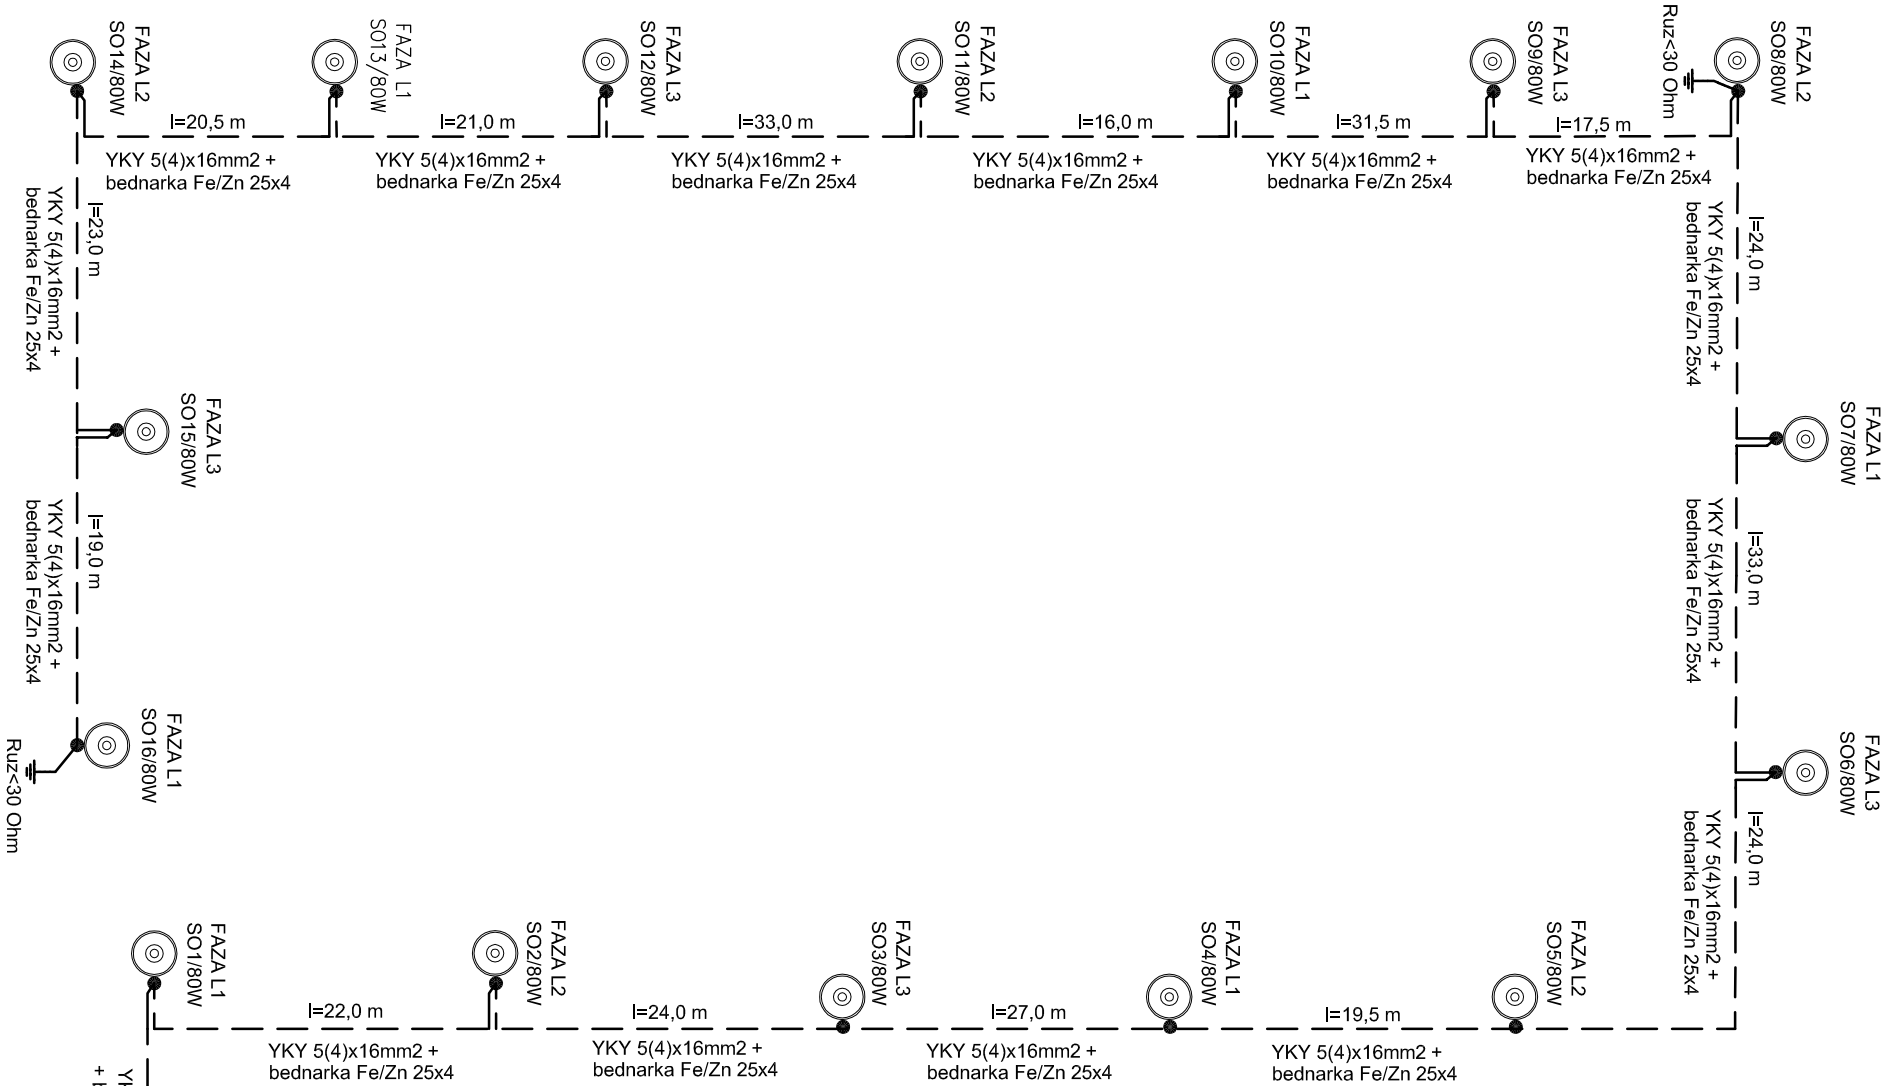 FAZA L2
SO14/80W
FAZA L1
SO13/80W
FAZA L3
SO12/80W
FAZA L2
SO11/80W
FAZA L1
SO10/80W
FAZA L3
SO9/80W
Ruz<30 Ohm
FAZA L2
SO8/80W
l=20,5 m
l=21,0 m
l=33,0 m
l=16,0 m
l=31,5 m
l=17,5 m
YKY 5(4)x16mm2 +
bednarka Fe/Zn 25x4
YKY 5(4)x16mm2 +
bednarka Fe/Zn 25x4
YKY 5(4)x16mm2 +
bednarka Fe/Zn 25x4
YKY 5(4)x16mm2 +
bednarka Fe/Zn 25x4
YKY 5(4)x16mm2 +
bednarka Fe/Zn 25x4
YKY 5(4)x16mm2 +
bednarka Fe/Zn 25x4
l=23,0 m
YKY 5(4)x16mm2 +
bednarka Fe/Zn 25x4
l=24,0 m
YKY 5(4)x16mm2 +
bednarka Fe/Zn 25x4
FAZA L3
SO15/80W
FAZA L1
SO7/80W
l=19,0 m
YKY 5(4)x16mm2 +
bednarka Fe/Zn 25x4
l=33,0 m
YKY 5(4)x16mm2 +
bednarka Fe/Zn 25x4
FAZA L1
SO16/80W
Ruz<30 Ohm
FAZA L3
SO6/80W
l=24,0 m
YKY 5(4)x16mm2 +
bednarka Fe/Zn 25x4
FAZA L1
SO1/80W
FAZA L2
SO2/80W
FAZA L3
SO3/80W
FAZA L1
SO4/80W
FAZA L2
SO5/80W
l=22,0 m
l=24,0 m
l=27,0 m
l=19,5 m
YKY 5(4)x16mm2 +
bednarka Fe/Zn 25x4
YKY 5(4)x16mm2 +
bednarka Fe/Zn 25x4
YKY 5(4)x16mm2 +
bednarka Fe/Zn 25x4
YKY 5(4)x16mm2 +
bednarka Fe/Zn 25x4